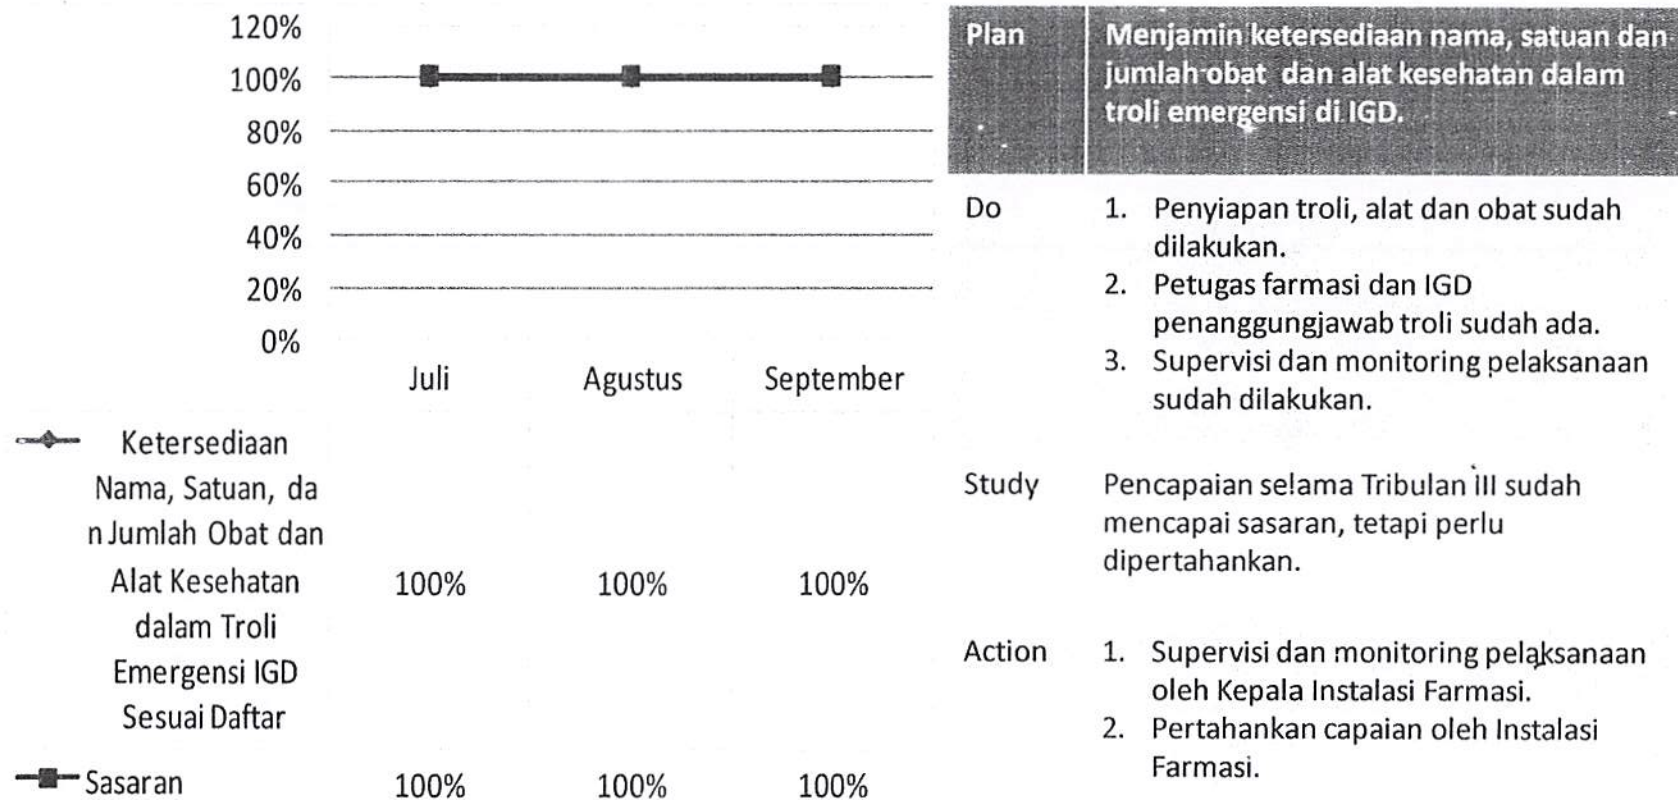 120%
100%
80%
60%
40%
20%
0%
Juli Agustus September
Ketersediaan
Nama, Satuan, da
n Jumlah Obat dan
Alat Kesehatan 100% 100% 100%
dalam Troli
Emergensi IGD
Sesuai Daftar
Sasaran 100% 100% 100%
Plan Menjamin ketersediaan nama, satuan dan
jumlah obat dan alat kesehatan dalam
troli emergensi di IGD.
Do 1. Penyiapan troli, alat dan obat sudah
dilakukan.
2. Petugas farmasi dan IGD
penanggungjawab troli sudah ada.
3. Supervisi dan monitoring pelaksanaan
sudah dilakukan.
Study Pencapaian selama Tribulan III sudah
mencapai sasaran, tetapi perlu
dipertahankan.
Action 1. Supervisi dan monitoring pelaksanaan
oleh Kepala Instalasi Farmasi.
2. Pertahankan capaian oleh Instalasi
Farmasi.